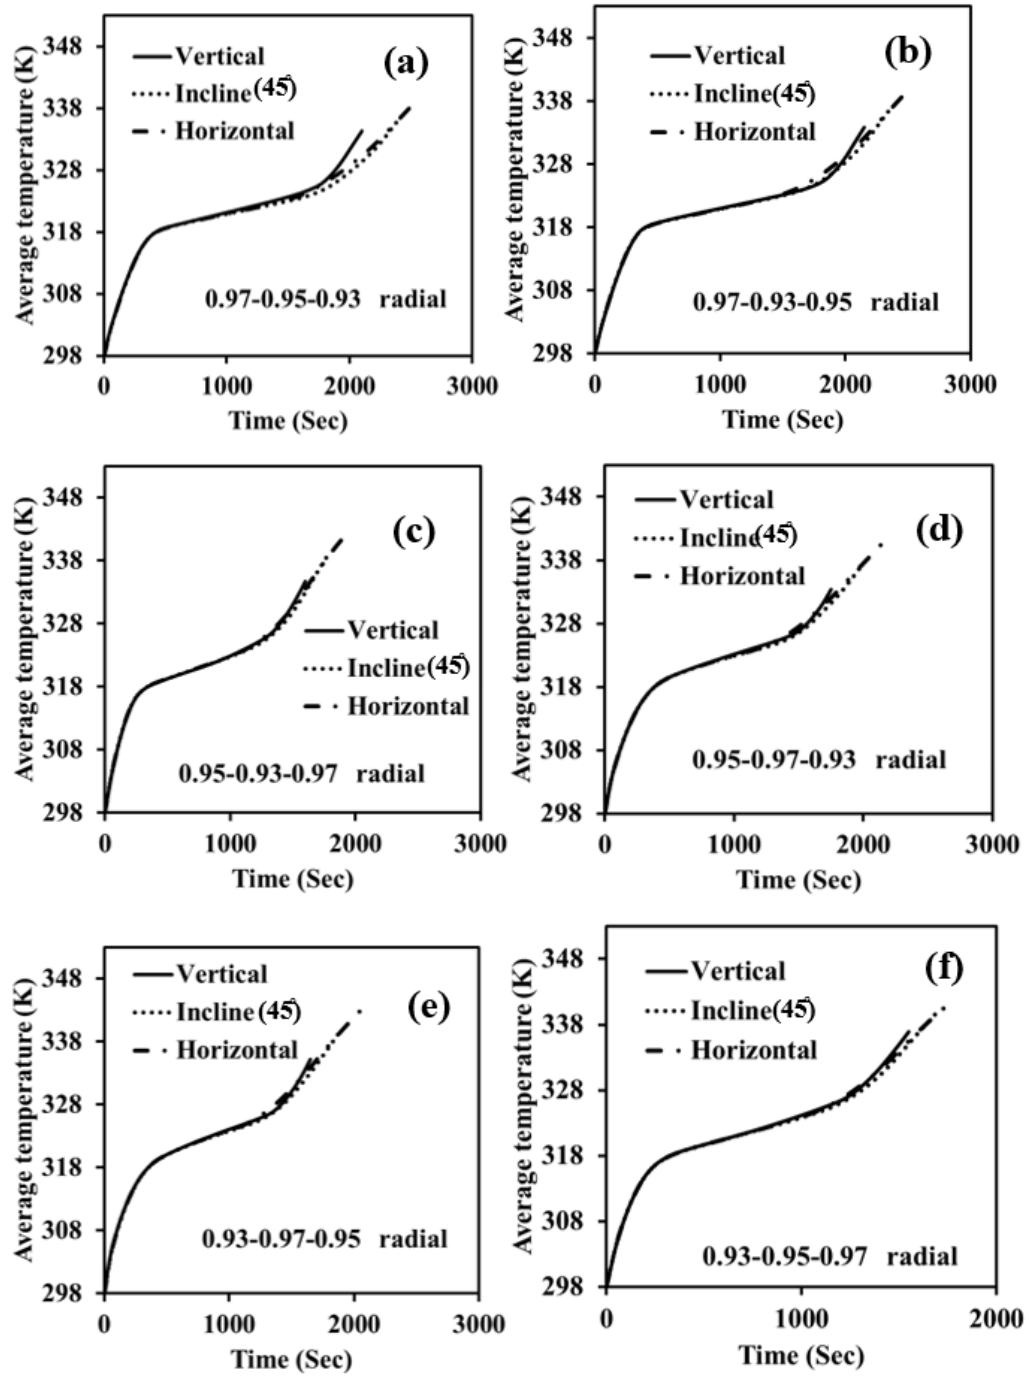 (a)
Average temperature (K)
348
338
328
318
308
298
Vertical
Incline(45°)
Horizontal
0.97-0.95-0.93 radial
0 1000 2000 3000
Time (Sec)
(b)
Average temperature (K)
348
338
328
318
308
298
Vertical
Incline(45°)
Horizontal
0.97-0.93-0.95 radial
0 1000 2000 3000
Time (Sec)
(c)
Average temperature (K)
348
338
328
318
308
298
Vertical
Incline(45°)
Horizontal
0.95-0.93-0.97 radial
0 1000 2000 3000
Time (Sec)
(d)
Average temperature (K)
348
338
328
318
308
298
Vertical
Incline(45°)
Horizontal
0.95-0.97-0.93 radial
0 1000 2000 3000
Time (Sec)
(e)
Average temperature (K)
348
338
328
318
308
298
Vertical
Incline(45°)
Horizontal
0.93-0.97-0.95 radial
0 1000 2000 3000
Time (Sec)
(f)
Average temperature (K)
348
338
328
318
308
298
Vertical
Incline(45°)
Horizontal
0.93-0.95-0.97 radial
0 1000 2000
Time (Sec)